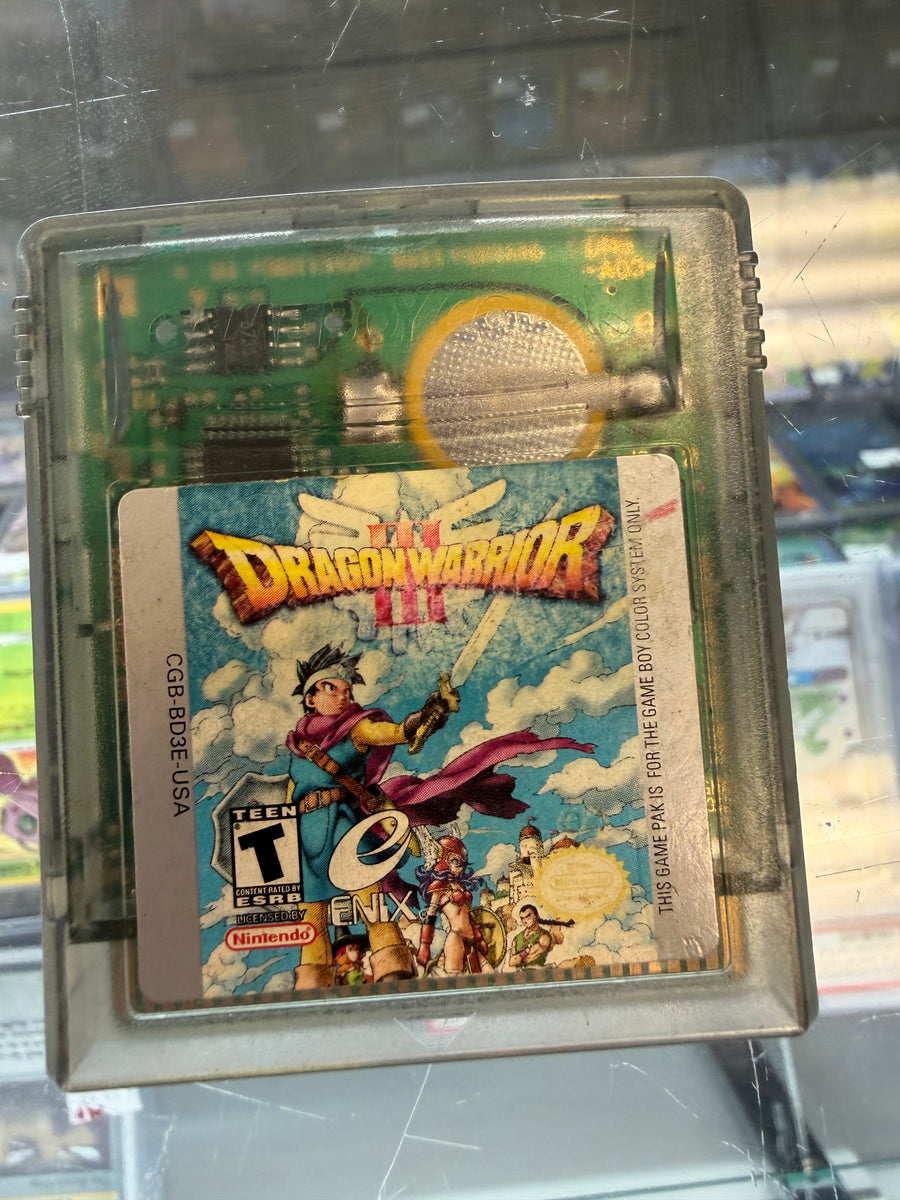 III
DRAGON WARRIOR
CGB-BD3E-USA
THIS GAME PAK IS FOR THE GAME BOY COLOR SYSTEM ONLY.
TEEN
T
CONTENT RATED BY
ESRB
LICENSED BY
Nintendo®
e
ENIX®